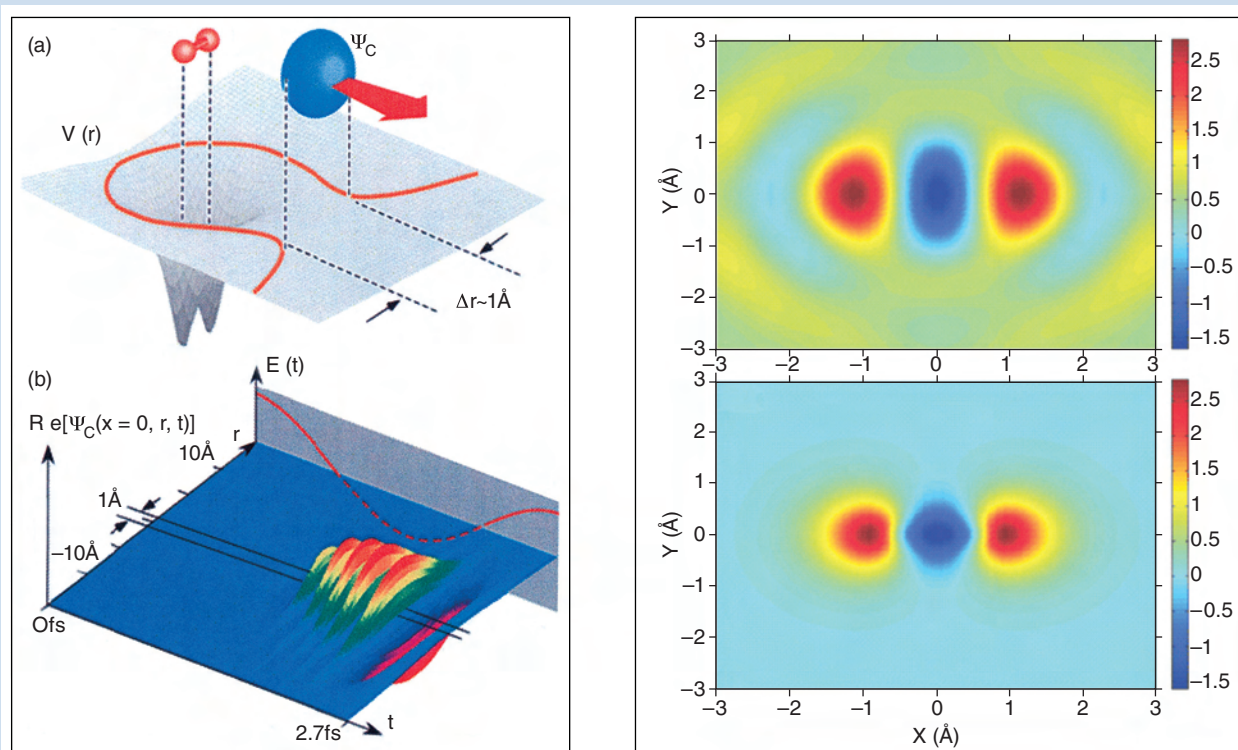 (a)
Ψ_C
V (r)
Δr~1Å
(b)
E (t)
R e[Ψ_C(x = 0, r, t)]
r
10Å
1Å
–10Å
Ofs
2.7fs
t
3
2
1
0
–1
–2
–3
Y (Å)
–3
–2
–1
0
1
2
3
2.5
2
1.5
1
0.5
0
–0.5
–1
–1.5
3
2
1
0
–1
–2
–3
Y (Å)
–3
–2
–1
0
1
2
3
X (Å)
2.5
2
1.5
1
0.5
0
–0.5
–1
–1.5